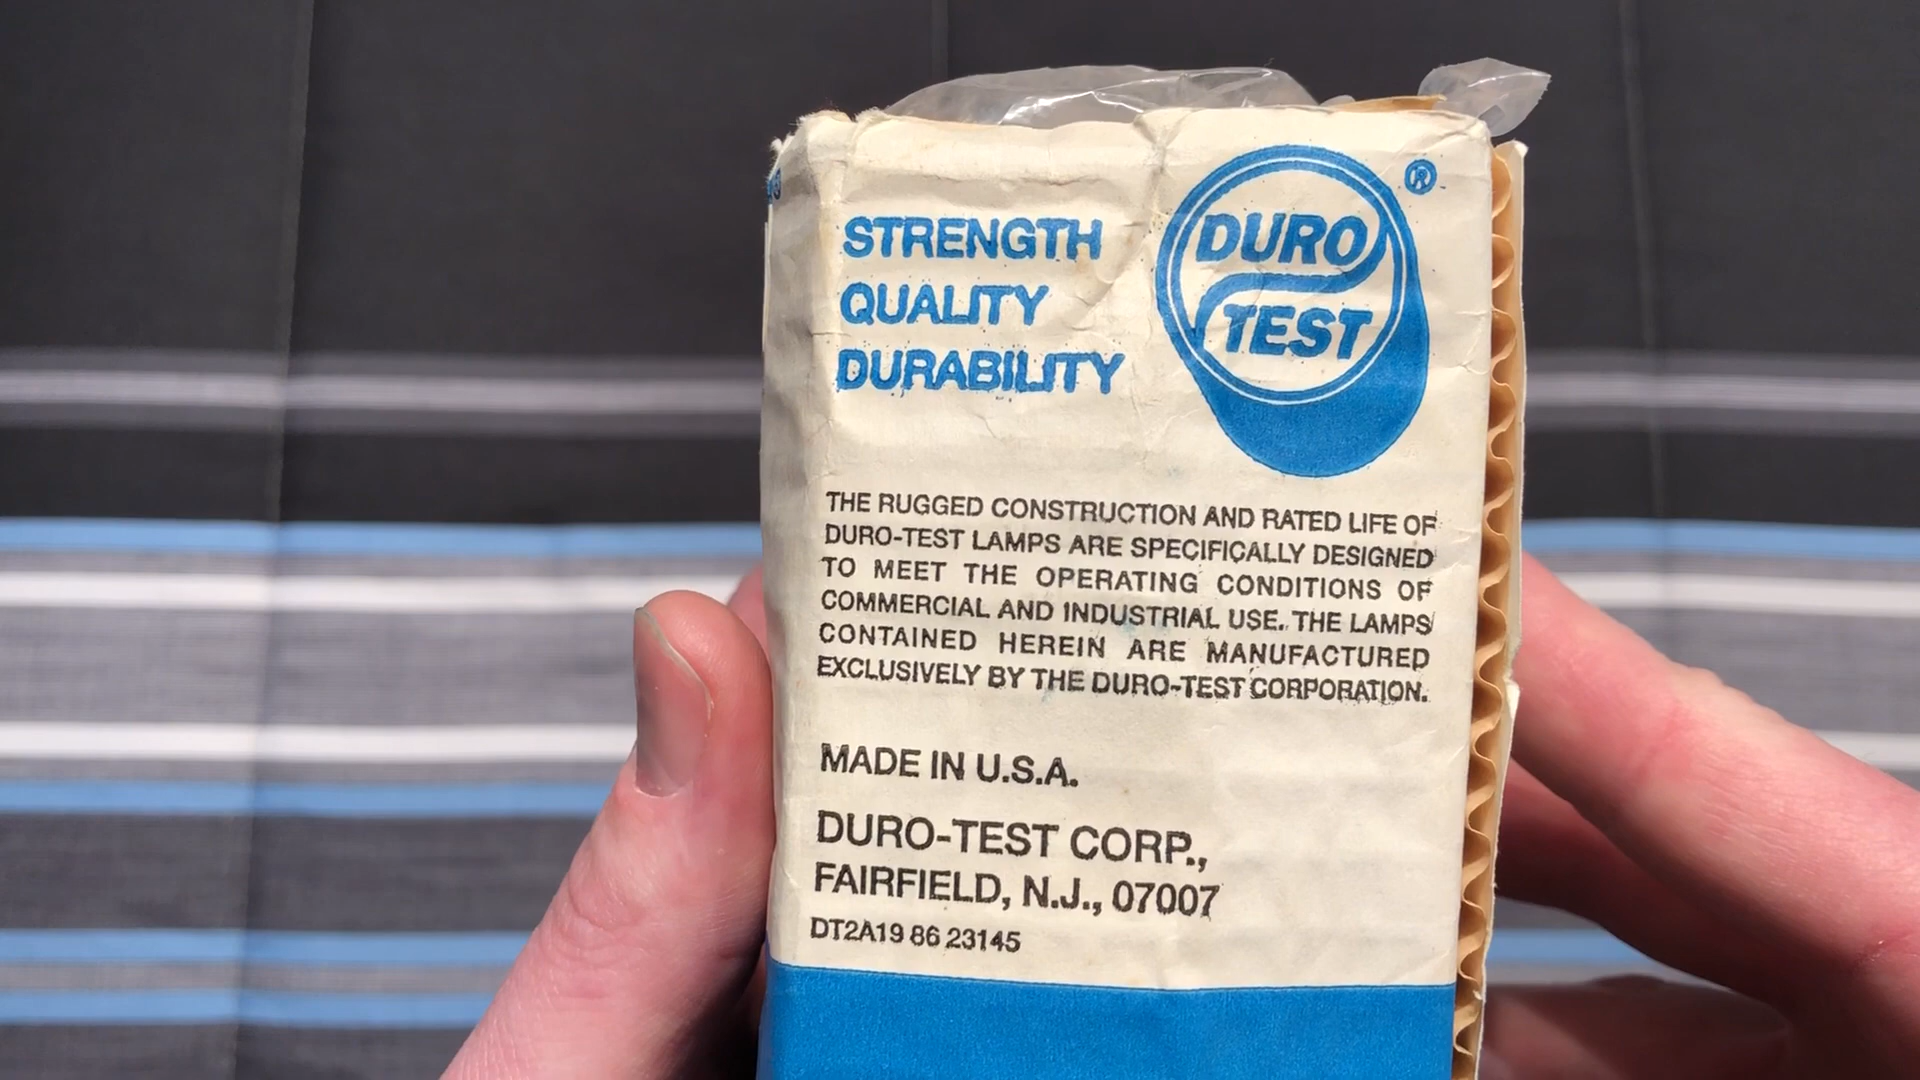 STRENGTH
QUALITY
DURABILITY
DURO
TEST
®
THE RUGGED CONSTRUCTION AND RATED LIFE OF
DURO-TEST LAMPS ARE SPECIFICALLY DESIGNED
TO MEET THE OPERATING CONDITIONS OF
COMMERCIAL AND INDUSTRIAL USE. THE LAMPS
CONTAINED HEREIN ARE MANUFACTURED
EXCLUSIVELY BY THE DURO-TEST CORPORATION.
MADE IN U.S.A.
DURO-TEST CORP.,
FAIRFIELD, N.J., 07007
DT2A19 86 23145